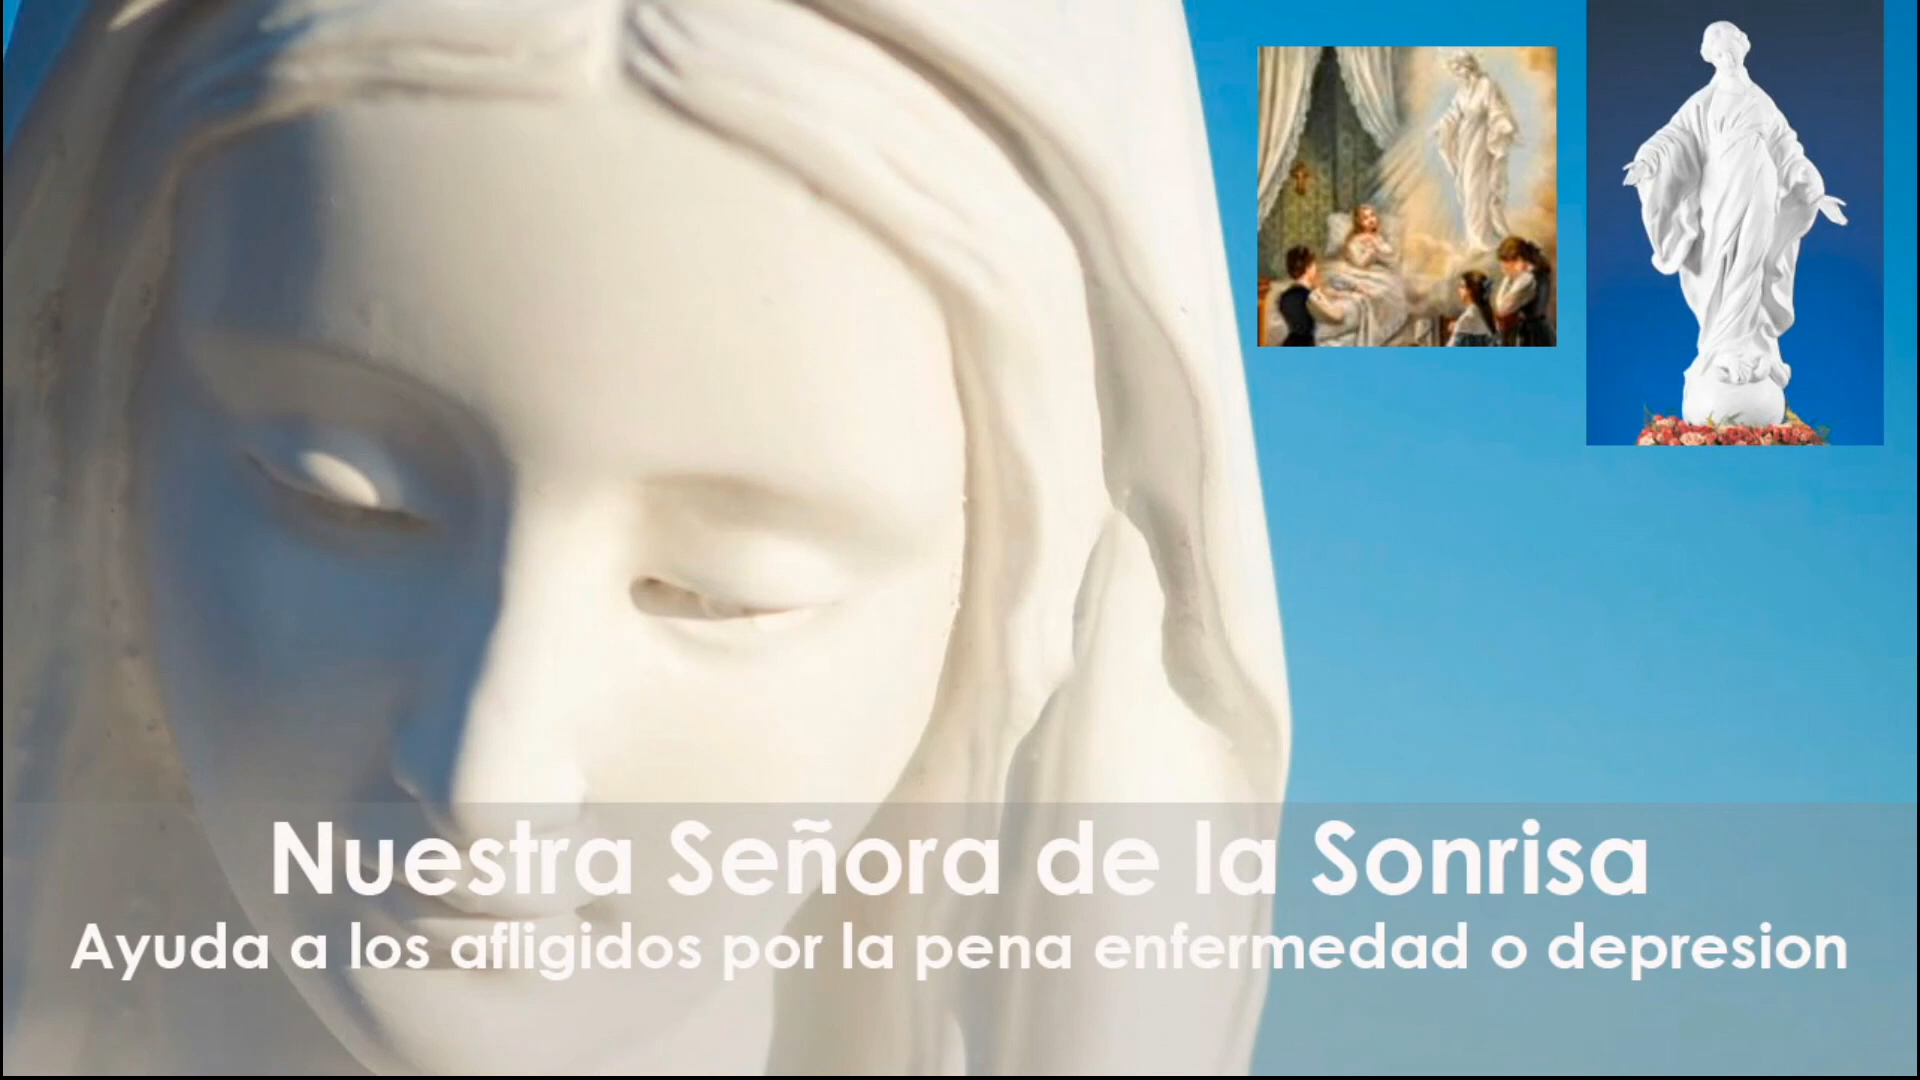 Nuestra Señora de la Sonrisa
Ayuda a los afligidos por la pena enfermedad o depresion